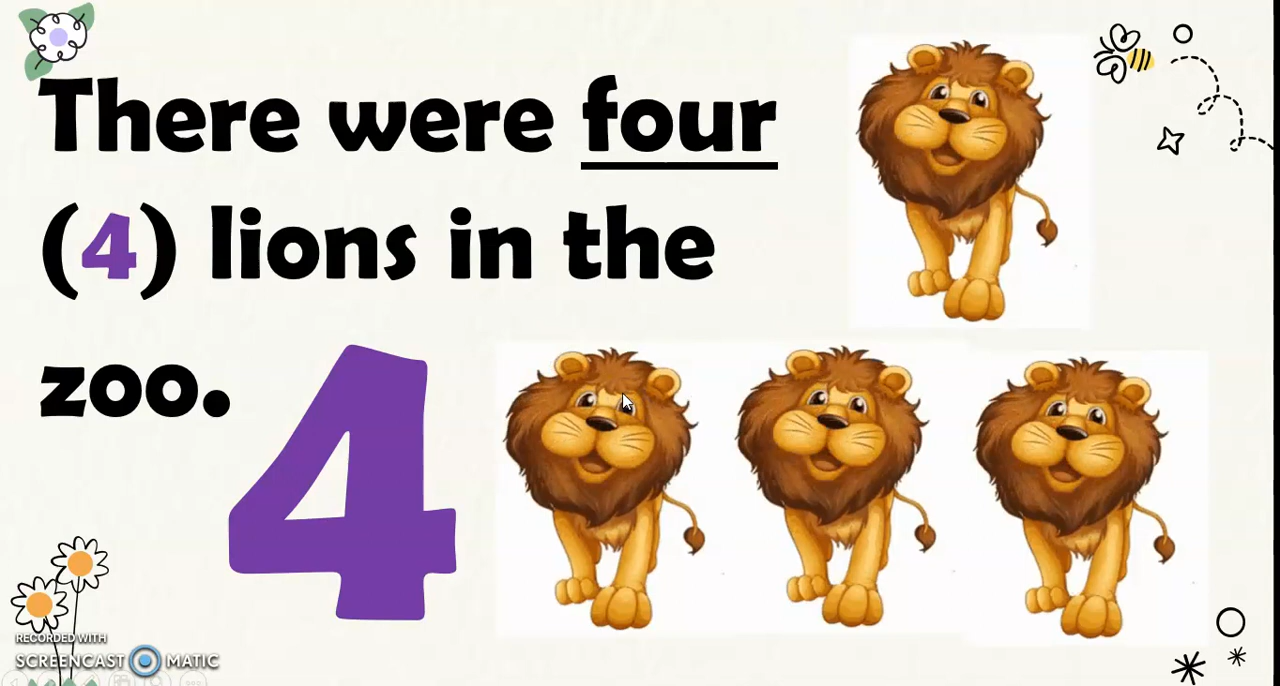 There were four
(4) lions in the
zoo.
4
RECORDED WITH
SCREENCAST MATIC